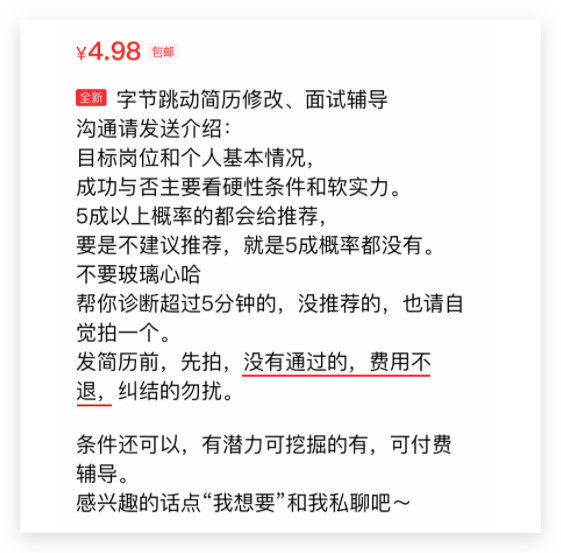 ¥4.98 包邮
全新 字节跳动简历修改、面试辅导
沟通请发送介绍：
目标岗位和个人基本情况，
成功与否主要看硬性条件和软实力。
5成以上概率的都会给推荐，
要是不建议推荐，就是5成概率都没有。
不要玻璃心哈
帮你诊断超过5分钟的，没推荐的，也请自
觉拍一个。
发简历前，先拍，没有通过的，费用不
退，纠结的勿扰。
条件还可以，有潜力可挖掘的有，可付费
辅导。
感兴趣的话点“我想要”和我私聊吧～